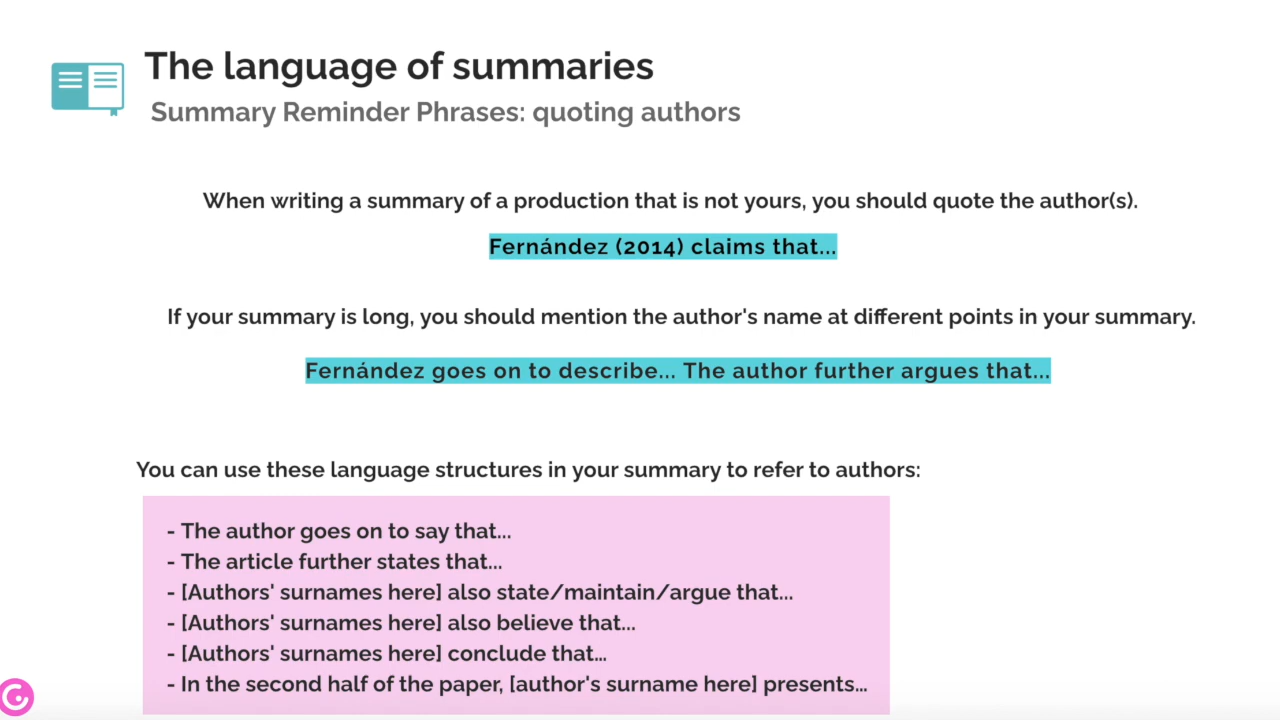 The language of summaries
Summary Reminder Phrases: quoting authors
When writing a summary of a production that is not yours, you should quote the author(s).
Fernández (2014) claims that...
If your summary is long, you should mention the author's name at different points in your summary.
Fernández goes on to describe... The author further argues that...
You can use these language structures in your summary to refer to authors:
- The author goes on to say that...
- The article further states that...
- [Authors' surnames here] also state/maintain/argue that...
- [Authors' surnames here] also believe that...
- [Authors' surnames here] conclude that...
- In the second half of the paper, [author's surname here] presents...